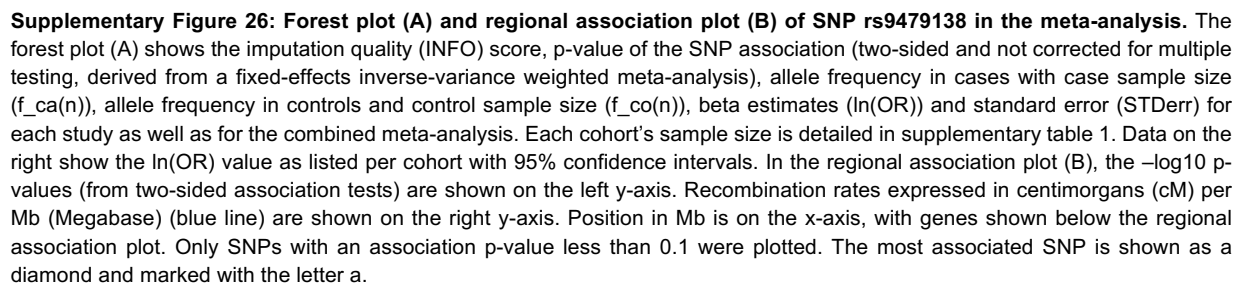 Supplementary Figure 26: Forest plot (A) and regional association plot (B) of SNP rs9479138 in the meta-analysis. The
forest plot (A) shows the imputation quality (INFO) score, p-value of the SNP association (two-sided and not corrected for multiple
testing, derived from a fixed-effects inverse-variance weighted meta-analysis), allele frequency in cases with case sample size
(f_ca(n)), allele frequency in controls and control sample size (f_co(n)), beta estimates (ln(OR)) and standard error (STDerr) for
each study as well as for the combined meta-analysis. Each cohort’s sample size is detailed in supplementary table 1. Data on the
right show the ln(OR) value as listed per cohort with 95% confidence intervals. In the regional association plot (B), the –log10 p-
values (from two-sided association tests) are shown on the left y-axis. Recombination rates expressed in centimorgans (cM) per
Mb (Megabase) (blue line) are shown on the right y-axis. Position in Mb is on the x-axis, with genes shown below the regional
association plot. Only SNPs with an association p-value less than 0.1 were plotted. The most associated SNP is shown as a
diamond and marked with the letter a.